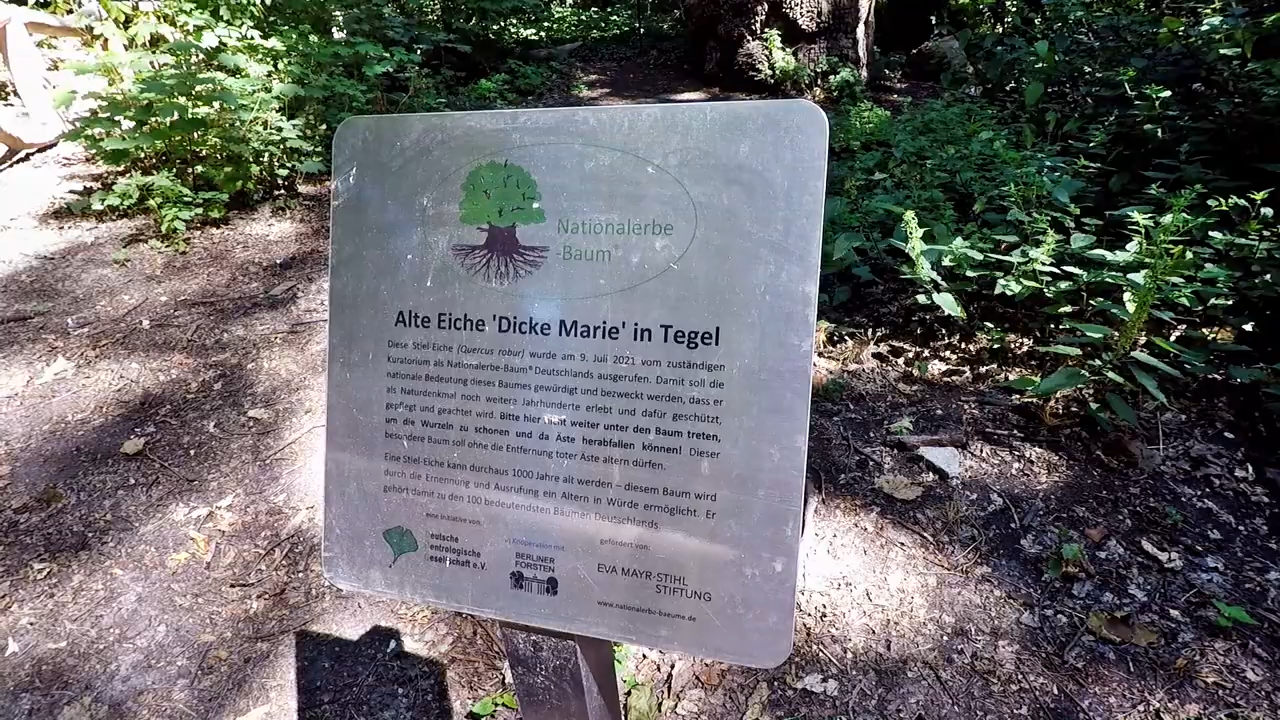 Nationalerbe
-Baum®
Alte Eiche 'Dicke Marie' in Tegel
Diese Stiel-Eiche (Quercus robur) wurde am 9. Juli 2021 vom zuständigen
Kuratorium als Nationalerbe-Baum® Deutschlands ausgerufen. Damit soll die
nationale Bedeutung dieses Baumes gewürdigt und bezweckt werden, dass er
als Naturdenkmal noch weitere Jahrhunderte erlebt und dafür geschützt,
gepflegt und geachtet wird. Bitte hier nicht weiter unter den Baum treten,
um die Wurzeln zu schonen und da Äste herabfallen können! Dieser
besondere Baum soll ohne die Entfernung toter Äste altern dürfen.
Eine Stiel-Eiche kann durchaus 1000 Jahre alt werden – diesem Baum wird
durch die Ernennung und Ausrufung ein Altern in Würde ermöglicht. Er
gehört damit zu den 100 bedeutendsten Bäumen Deutschlands.
eine Initiative von:
eutsche
entrologische
esellschaft e.V.
in Kooperation mit
BERLINER
FORSTEN
gefördert von:
EVA MAYR-STIHL
STIFTUNG
www.nationalerbe-baeume.de